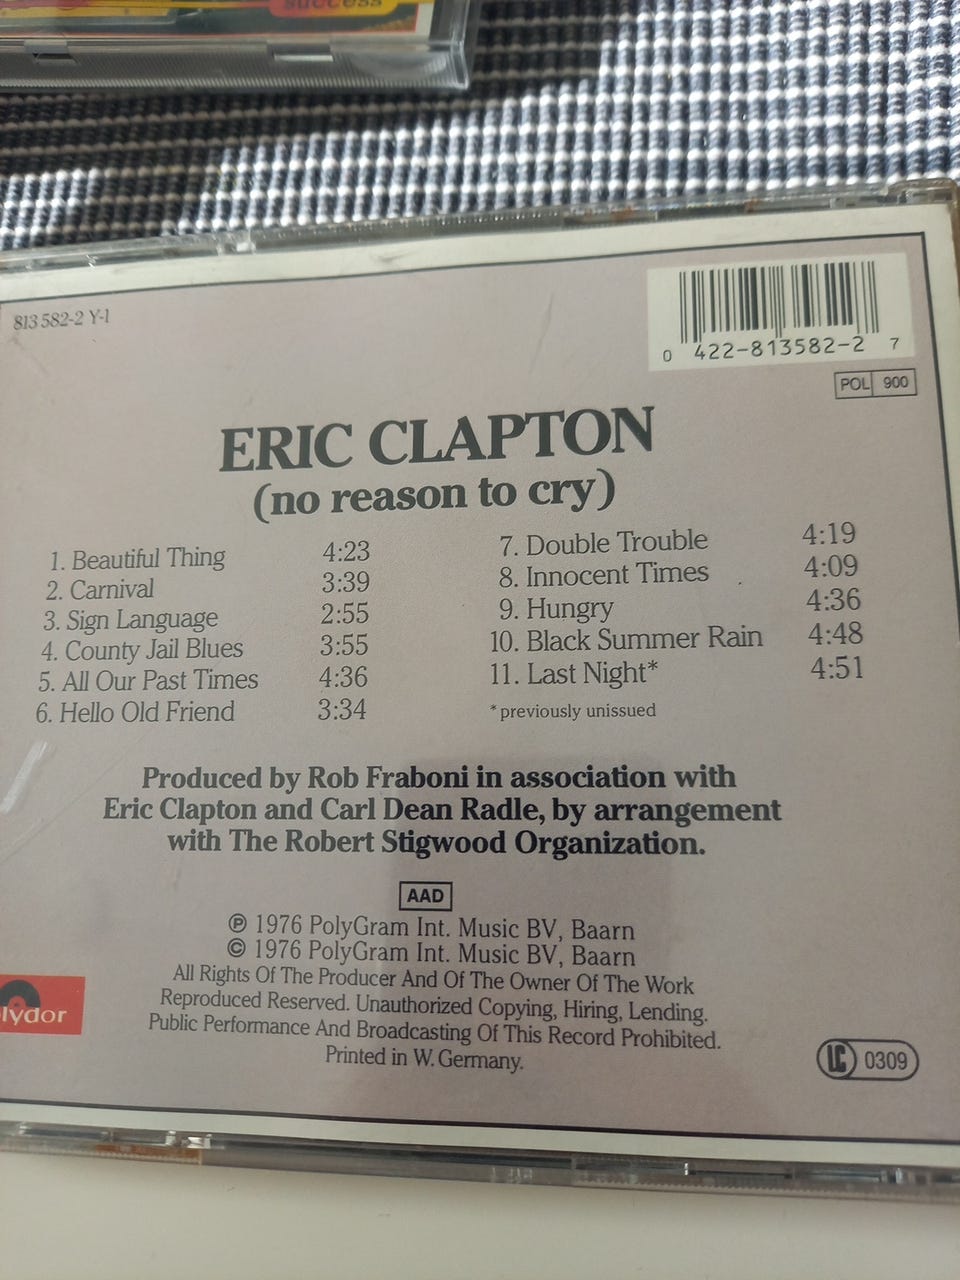 success
813 582-2 Y-1
0 422-813582-2 7
POL 900
ERIC CLAPTON
(no reason to cry)
1. Beautiful Thing 4:23
2. Carnival 3:39
3. Sign Language 2:55
4. County Jail Blues 3:55
5. All Our Past Times 4:36
6. Hello Old Friend 3:34
7. Double Trouble 4:19
8. Innocent Times 4:09
9. Hungry 4:36
10. Black Summer Rain 4:48
11. Last Night* 4:51
*previously unissued
Produced by Rob Fraboni in association with
Eric Clapton and Carl Dean Radle, by arrangement
with The Robert Stigwood Organization.
AAD
℗ 1976 PolyGram Int. Music BV, Baarn
© 1976 PolyGram Int. Music BV, Baarn
All Rights Of The Producer And Of The Owner Of The Work
Reproduced Reserved. Unauthorized Copying, Hiring, Lending.
Public Performance And Broadcasting Of This Record Prohibited.
Printed in W. Germany.
lydor
LC 0309